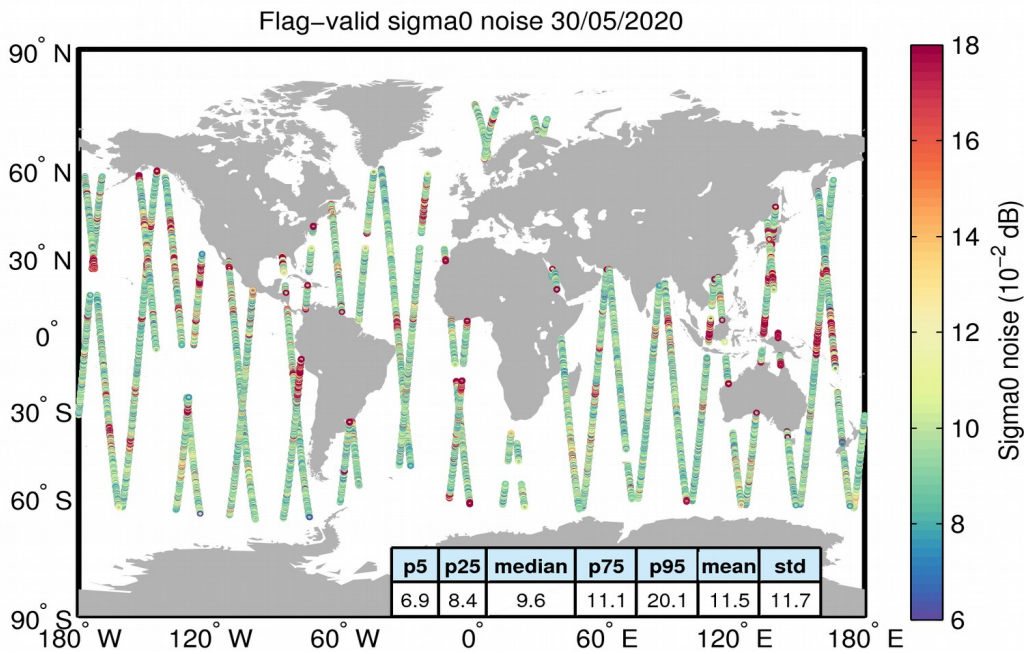 Flag−valid sigma0 noise 30/05/2020
90° N
60° N
30° N
0°
30° S
60° S
90° S
180° W
120° W
60° W
0°
60° E
120° E
180° E
18
16
14
12
10
8
6
Sigma0 noise (10⁻² dB)
p5 p25 median p75 p95 mean std
6.9 8.4 9.6 11.1 20.1 11.5 11.7